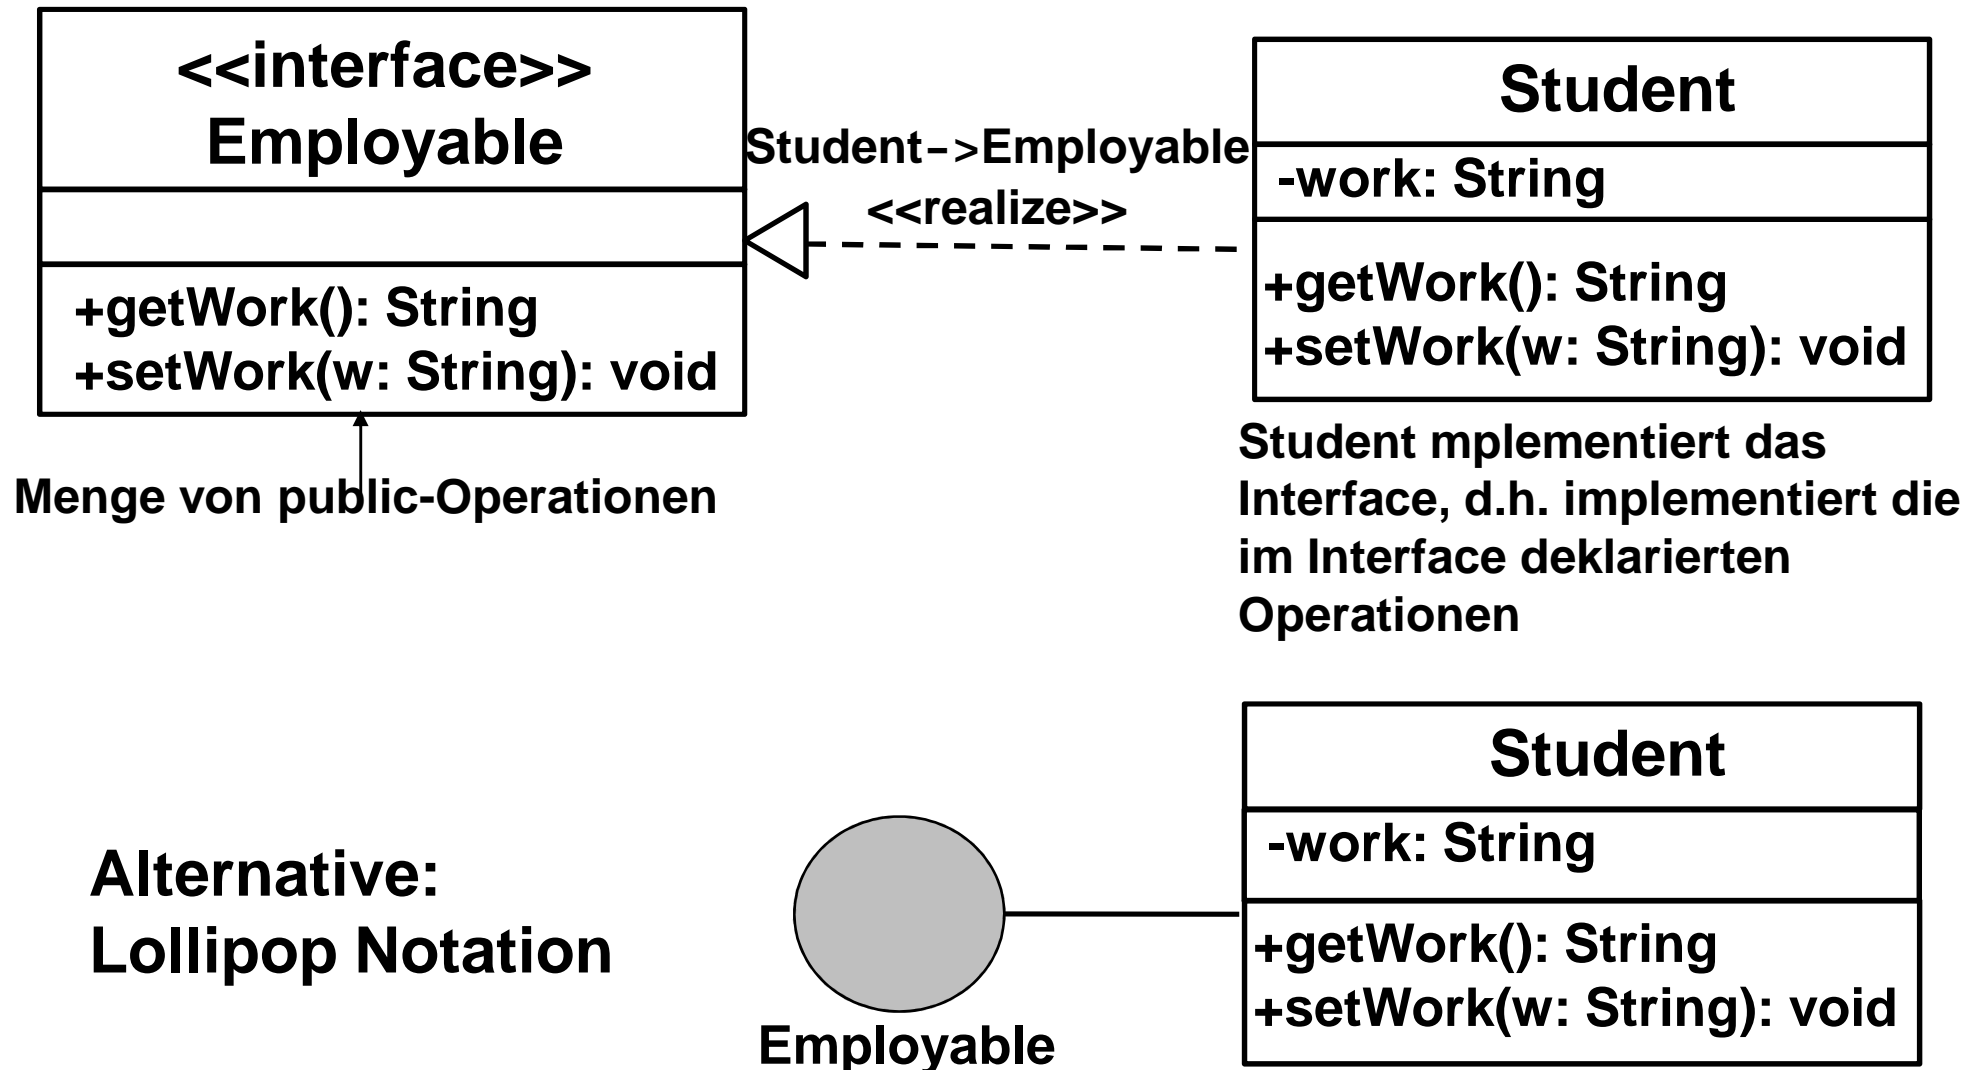 <<interface>>
Employable
+getWork(): String
+setWork(w: String): void
Menge von public-Operationen
Student->Employable
<<realize>>
Student
-work: String
+getWork(): String
+setWork(w: String): void
Student mplementiert das
Interface, d.h. implementiert die
im Interface deklarierten
Operationen
Alternative:
Lollipop Notation
Employable
Student
-work: String
+getWork(): String
+setWork(w: String): void